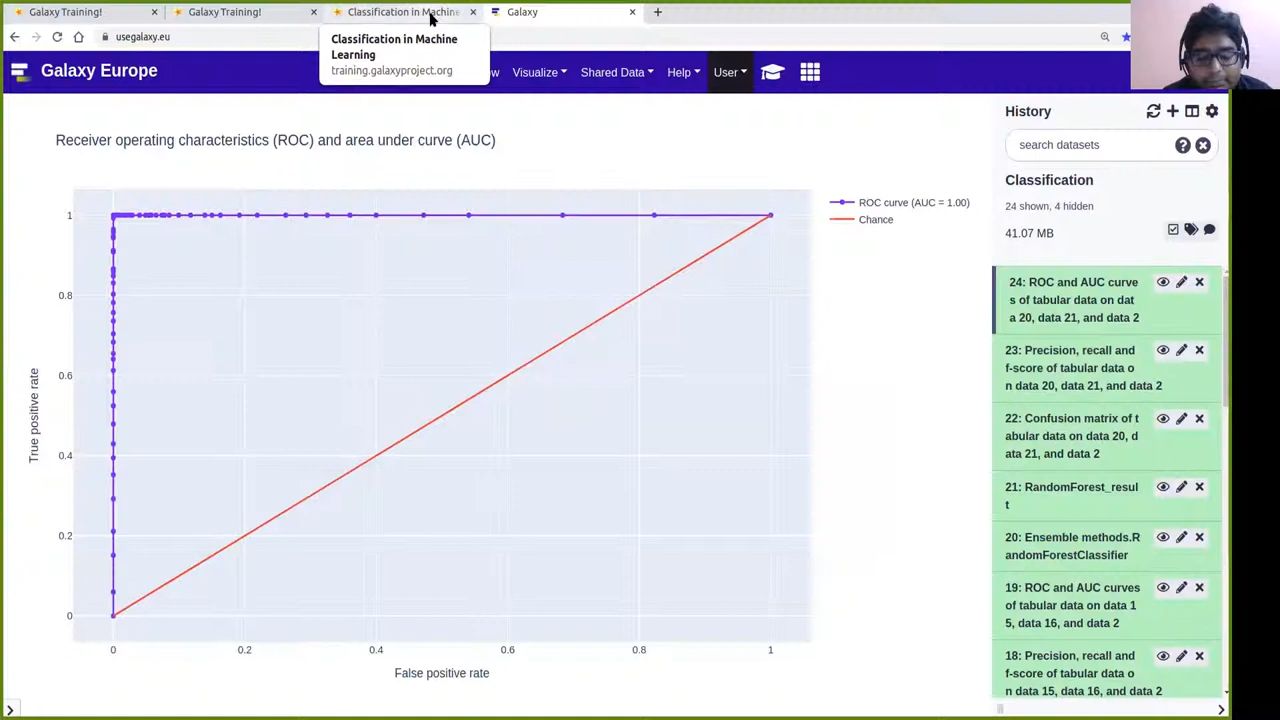 Galaxy Training!
Galaxy Training!
Classification in Machine
Galaxy
usegalaxy.eu
Classification in Machine
Learning
training.galaxyproject.org
Galaxy Europe
Visualize
Shared Data
Help
User
Receiver operating characteristics (ROC) and area under curve (AUC)
1
0.8
0.6
0.4
0.2
0
True positive rate
0
0.2
0.4
0.6
0.8
1
False positive rate
ROC curve (AUC = 1.00)
Chance
History
search datasets
Classification
24 shown, 4 hidden
41.07 MB
24: ROC and AUC curve
s of tabular data on dat
a 20, data 21, and data 2
23: Precision, recall and
f-score of tabular data o
n data 20, data 21, and data 2
22: Confusion matrix of t
abular data on data 20, d
ata 21, and data 2
21: RandomForest_resul
t
20: Ensemble methods.R
andomForestClassifier
19: ROC and AUC curves
of tabular data on data 1
5, data 16, and data 2
18: Precision, recall and
f-score of tabular data o
n data 15, data 16, and data 2